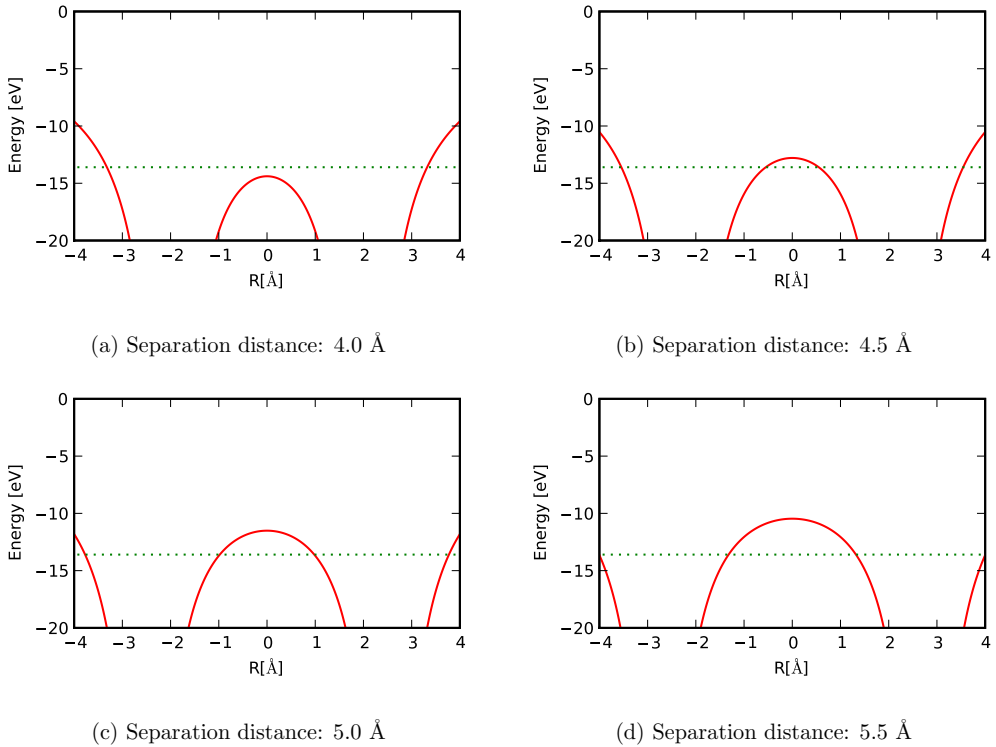 0
−5
−10
−15
−20
Energy [eV]
−4 −3 −2 −1 0 1 2 3 4
R[Å]
(a) Separation distance: 4.0 Å
0
−5
−10
−15
−20
Energy [eV]
−4 −3 −2 −1 0 1 2 3 4
R[Å]
(b) Separation distance: 4.5 Å
0
−5
−10
−15
−20
Energy [eV]
−4 −3 −2 −1 0 1 2 3 4
R[Å]
(c) Separation distance: 5.0 Å
0
−5
−10
−15
−20
Energy [eV]
−4 −3 −2 −1 0 1 2 3 4
R[Å]
(d) Separation distance: 5.5 Å